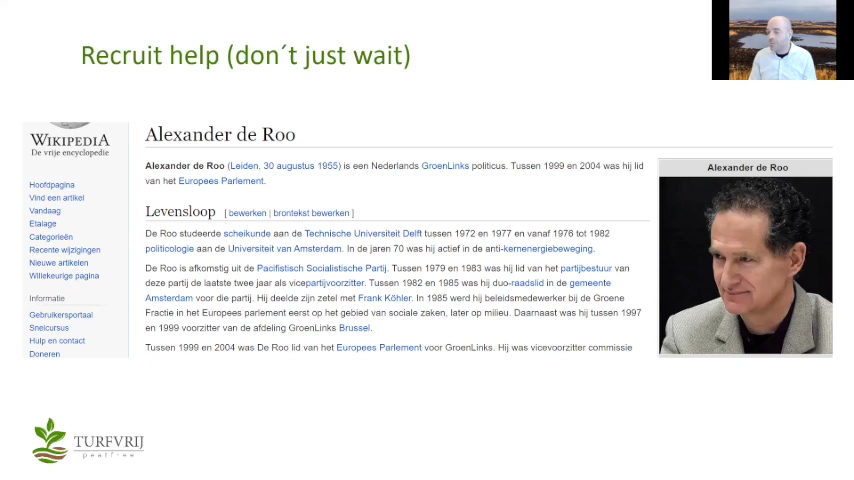 Recruit help (don´t just wait)
WIKIPEDIA
De vrije encyclopedie
Hoofdpagina
Vind een artikel
Vandaag
Etalage
Categorieën
Recente wijzigingen
Nieuwe artikelen
Willekeurige pagina
Informatie
Gebruikersportaal
Snelcursus
Hulp en contact
Doneren
Alexander de Roo
Alexander de Roo (Leiden, 30 augustus 1955) is een Nederlands GroenLinks politicus. Tussen 1999 en 2004 was hij lid
van het Europees Parlement.
Levensloop [ bewerken | brontekst bewerken ]
De Roo studeerde scheikunde aan de Technische Universiteit Delft tussen 1972 en 1977 en vanaf 1976 tot 1982
politicologie aan de Universiteit van Amsterdam. In de jaren 70 was hij actief in de anti-kernenergiebeweging.
De Roo is afkomstig uit de Pacifistisch Socialistische Partij. Tussen 1979 en 1983 was hij lid van het partijbestuur van
deze partij de laatste twee jaar als vicepartijvoorzitter. Tussen 1982 en 1985 was hij duo-raadslid in de gemeente
Amsterdam voor die partij. Hij deelde zijn zetel met Frank Köhler. In 1985 werd hij beleidsmedewerker bij de Groene
Fractie in het Europees parlement eerst op het gebied van sociale zaken, later op milieu. Daarnaast was hij tussen 1997
en 1999 voorzitter van de afdeling GroenLinks Brussel.
Tussen 1999 en 2004 was De Roo lid van het Europees Parlement voor GroenLinks. Hij was vicevoorzitter commissie
Alexander de Roo
TURFVRIJ
peatfree